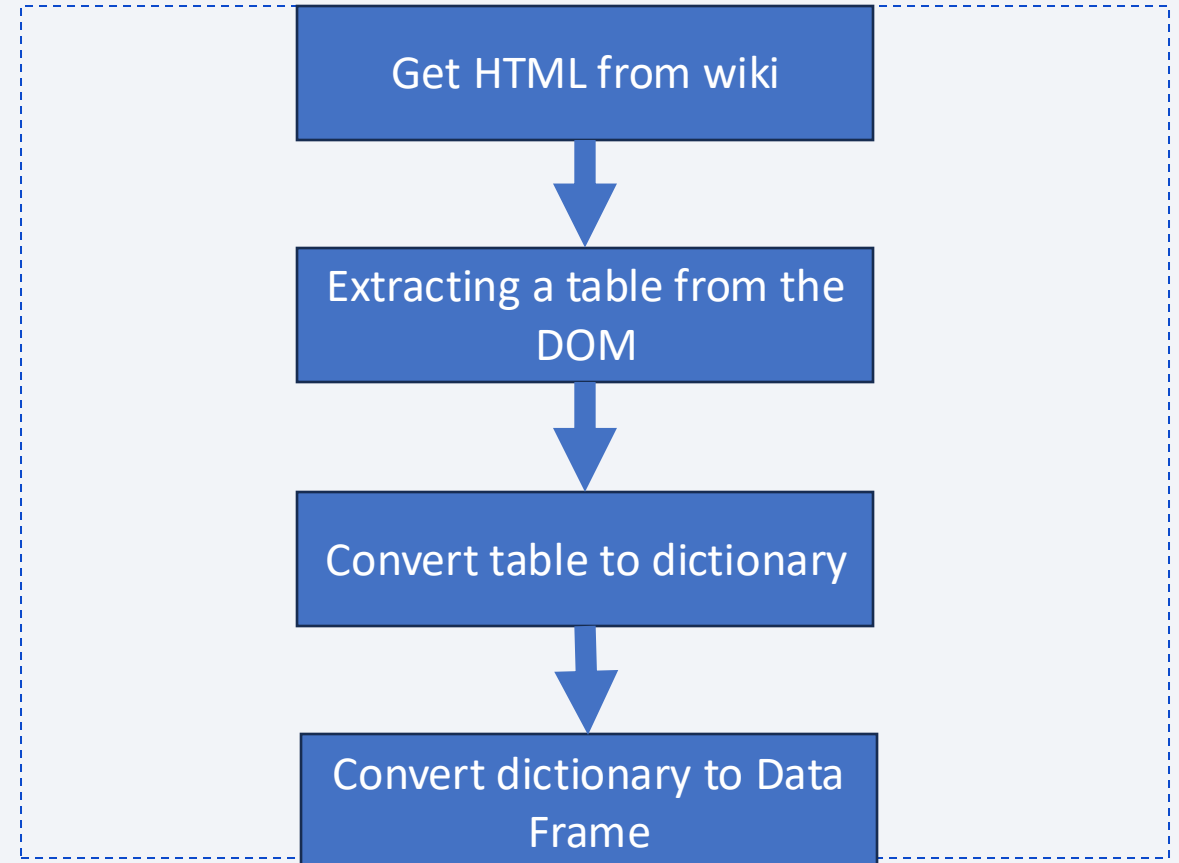 Get HTML from wiki
Extracting a table from the
DOM
Convert table to dictionary
Convert dictionary to Data
Frame